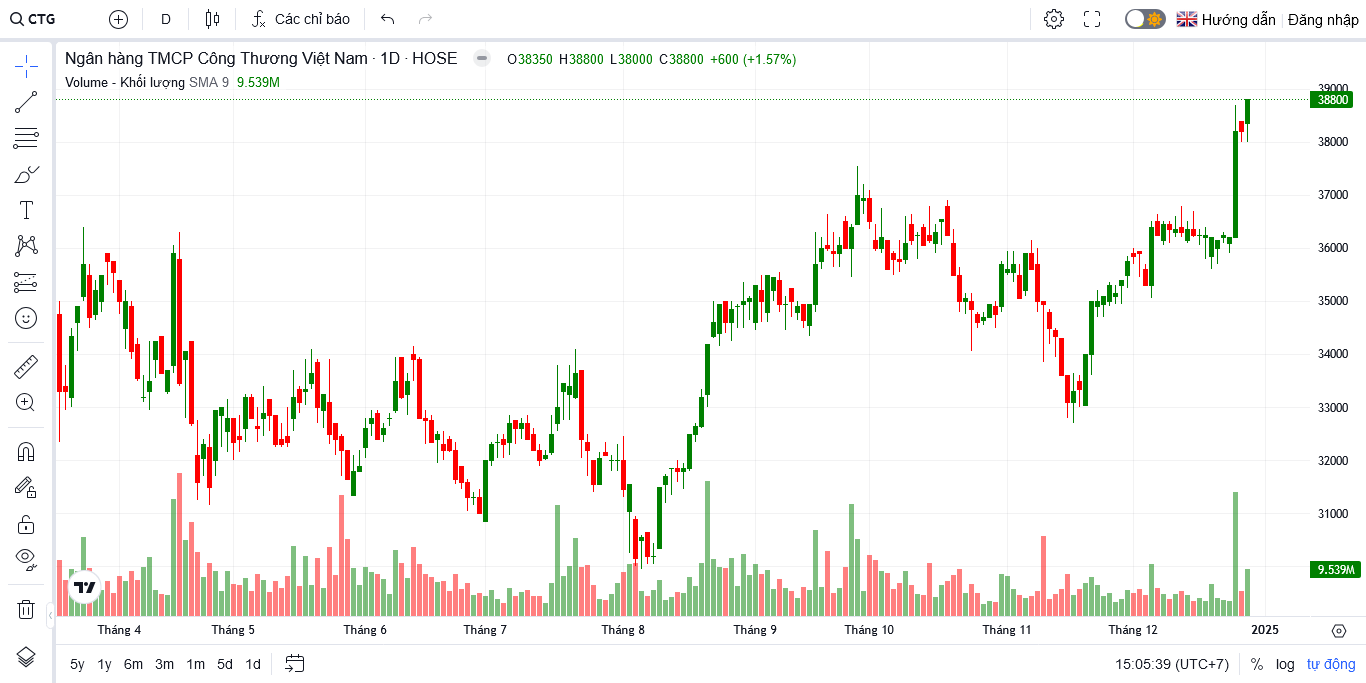 CTG D Các chỉ báo Hướng dẫn Đăng nhập
Ngân hàng TMCP Công Thương Việt Nam · 1D · HOSE O38350 H38800 L38000 C38800 +600 (+1.57%)
Volume - Khối lượng SMA 9 9.539M
39000
38800
38000
37000
36000
35000
34000
33000
32000
31000
9.539M
Tháng 4 Tháng 5 Tháng 6 Tháng 7 Tháng 8 Tháng 9 Tháng 10 Tháng 11 Tháng 12 2025
5y 1y 6m 3m 1m 5d 1d 15:05:39 (UTC+7) % log tự động